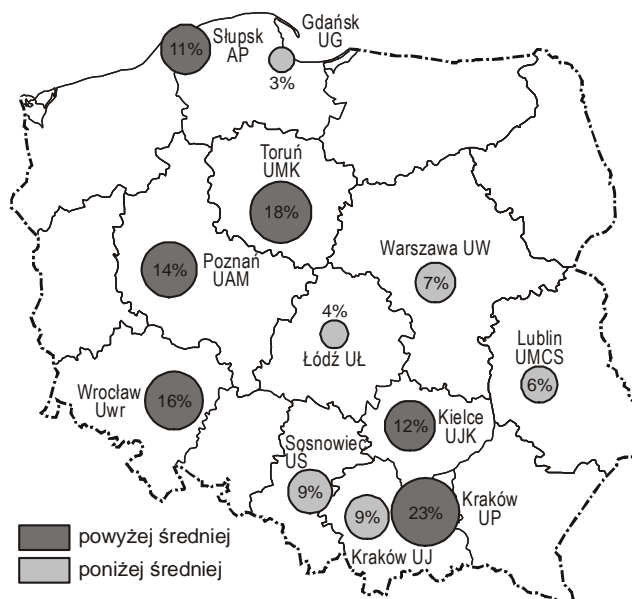 Słupsk
AP
11%
Gdańsk
UG
3%
Toruń
UMK
18%
Poznań
UAM
14%
Warszawa UW
7%
4%
Łódź UŁ
Lublin
UMCS
6%
Wrocław
Uwr
16%
Kielce
UJK
12%
Sosnowiec
UŚ
9%
Kraków
UP
23%
9%
Kraków UJ
powyżej średniej
poniżej średniej